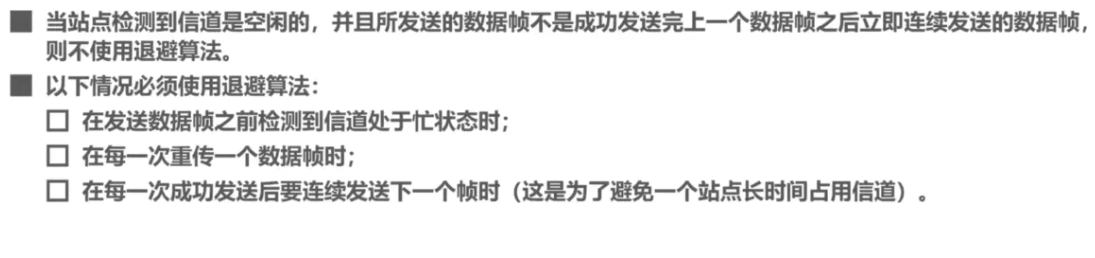 当站点检测到信道是空闲的，并且所发送的数据帧不是成功发送完上一个数据帧之后立即连续发送的数据帧，
则不使用退避算法。
以下情况必须使用退避算法：
在发送数据帧之前检测到信道处于忙状态时；
在每一次重传一个数据帧时；
在每一次成功发送后要连续发送下一个帧时（这是为了避免一个站点长时间占用信道）。